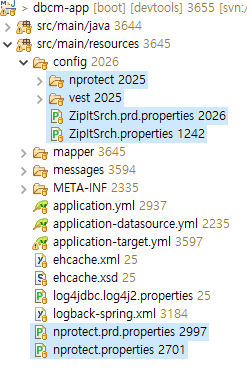 dbcm-app [boot] [devtools] 3655 [svn:
src/main/java 3644
src/main/resources 3645
config 2026
nprotect 2025
vest 2025
ZipItSrch.prd.properties 2026
ZipItSrch.properties 1242
mapper 3645
messages 3594
META-INF 2335
application.yml 2937
application-datasource.yml 2235
application-target.yml 3597
ehcache.xml 25
ehcache.xsd 25
log4jdbc.log4j2.properties 25
logback-spring.xml 3184
nprotect.prd.properties 2997
nprotect.properties 2701